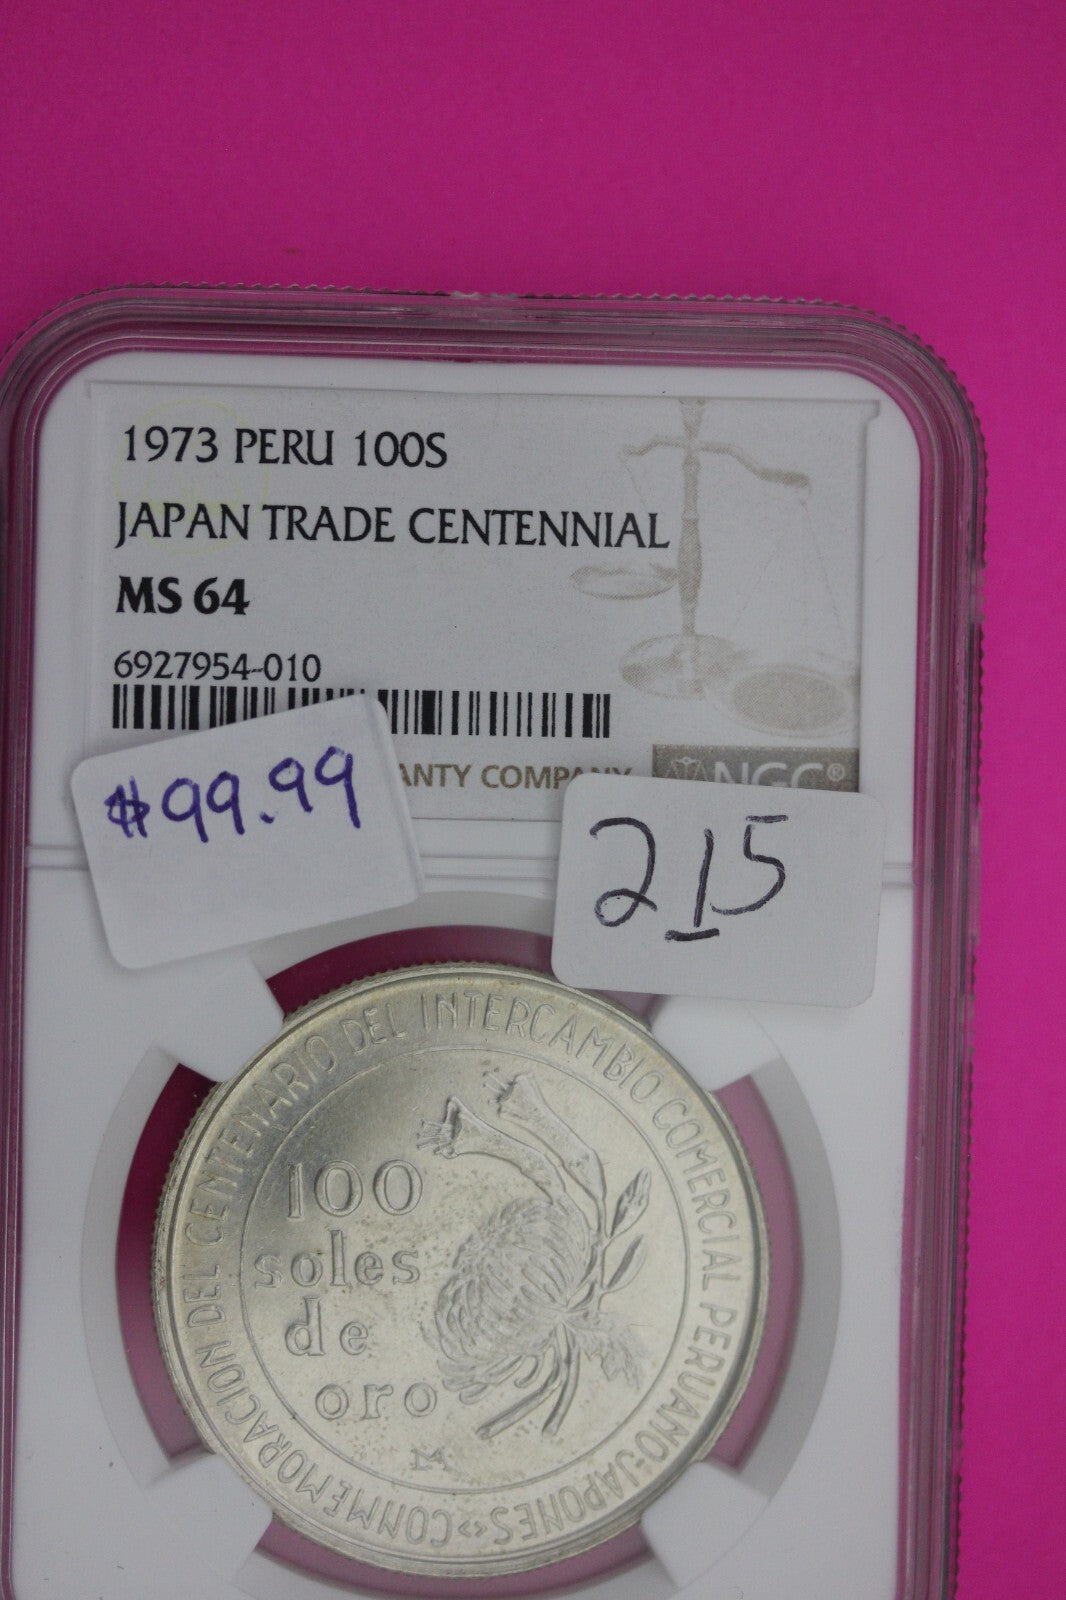 1973 PERU 100S
JAPAN TRADE CENTENNIAL
MS 64
6927954-010
ANTY COMPANY
NGC®
$99.99
215
CONMEMORACION DEL CENTENARIO DEL INTERCAMBIO COMERCIAL PERUANO-JAPONES
100
soles
de
oro